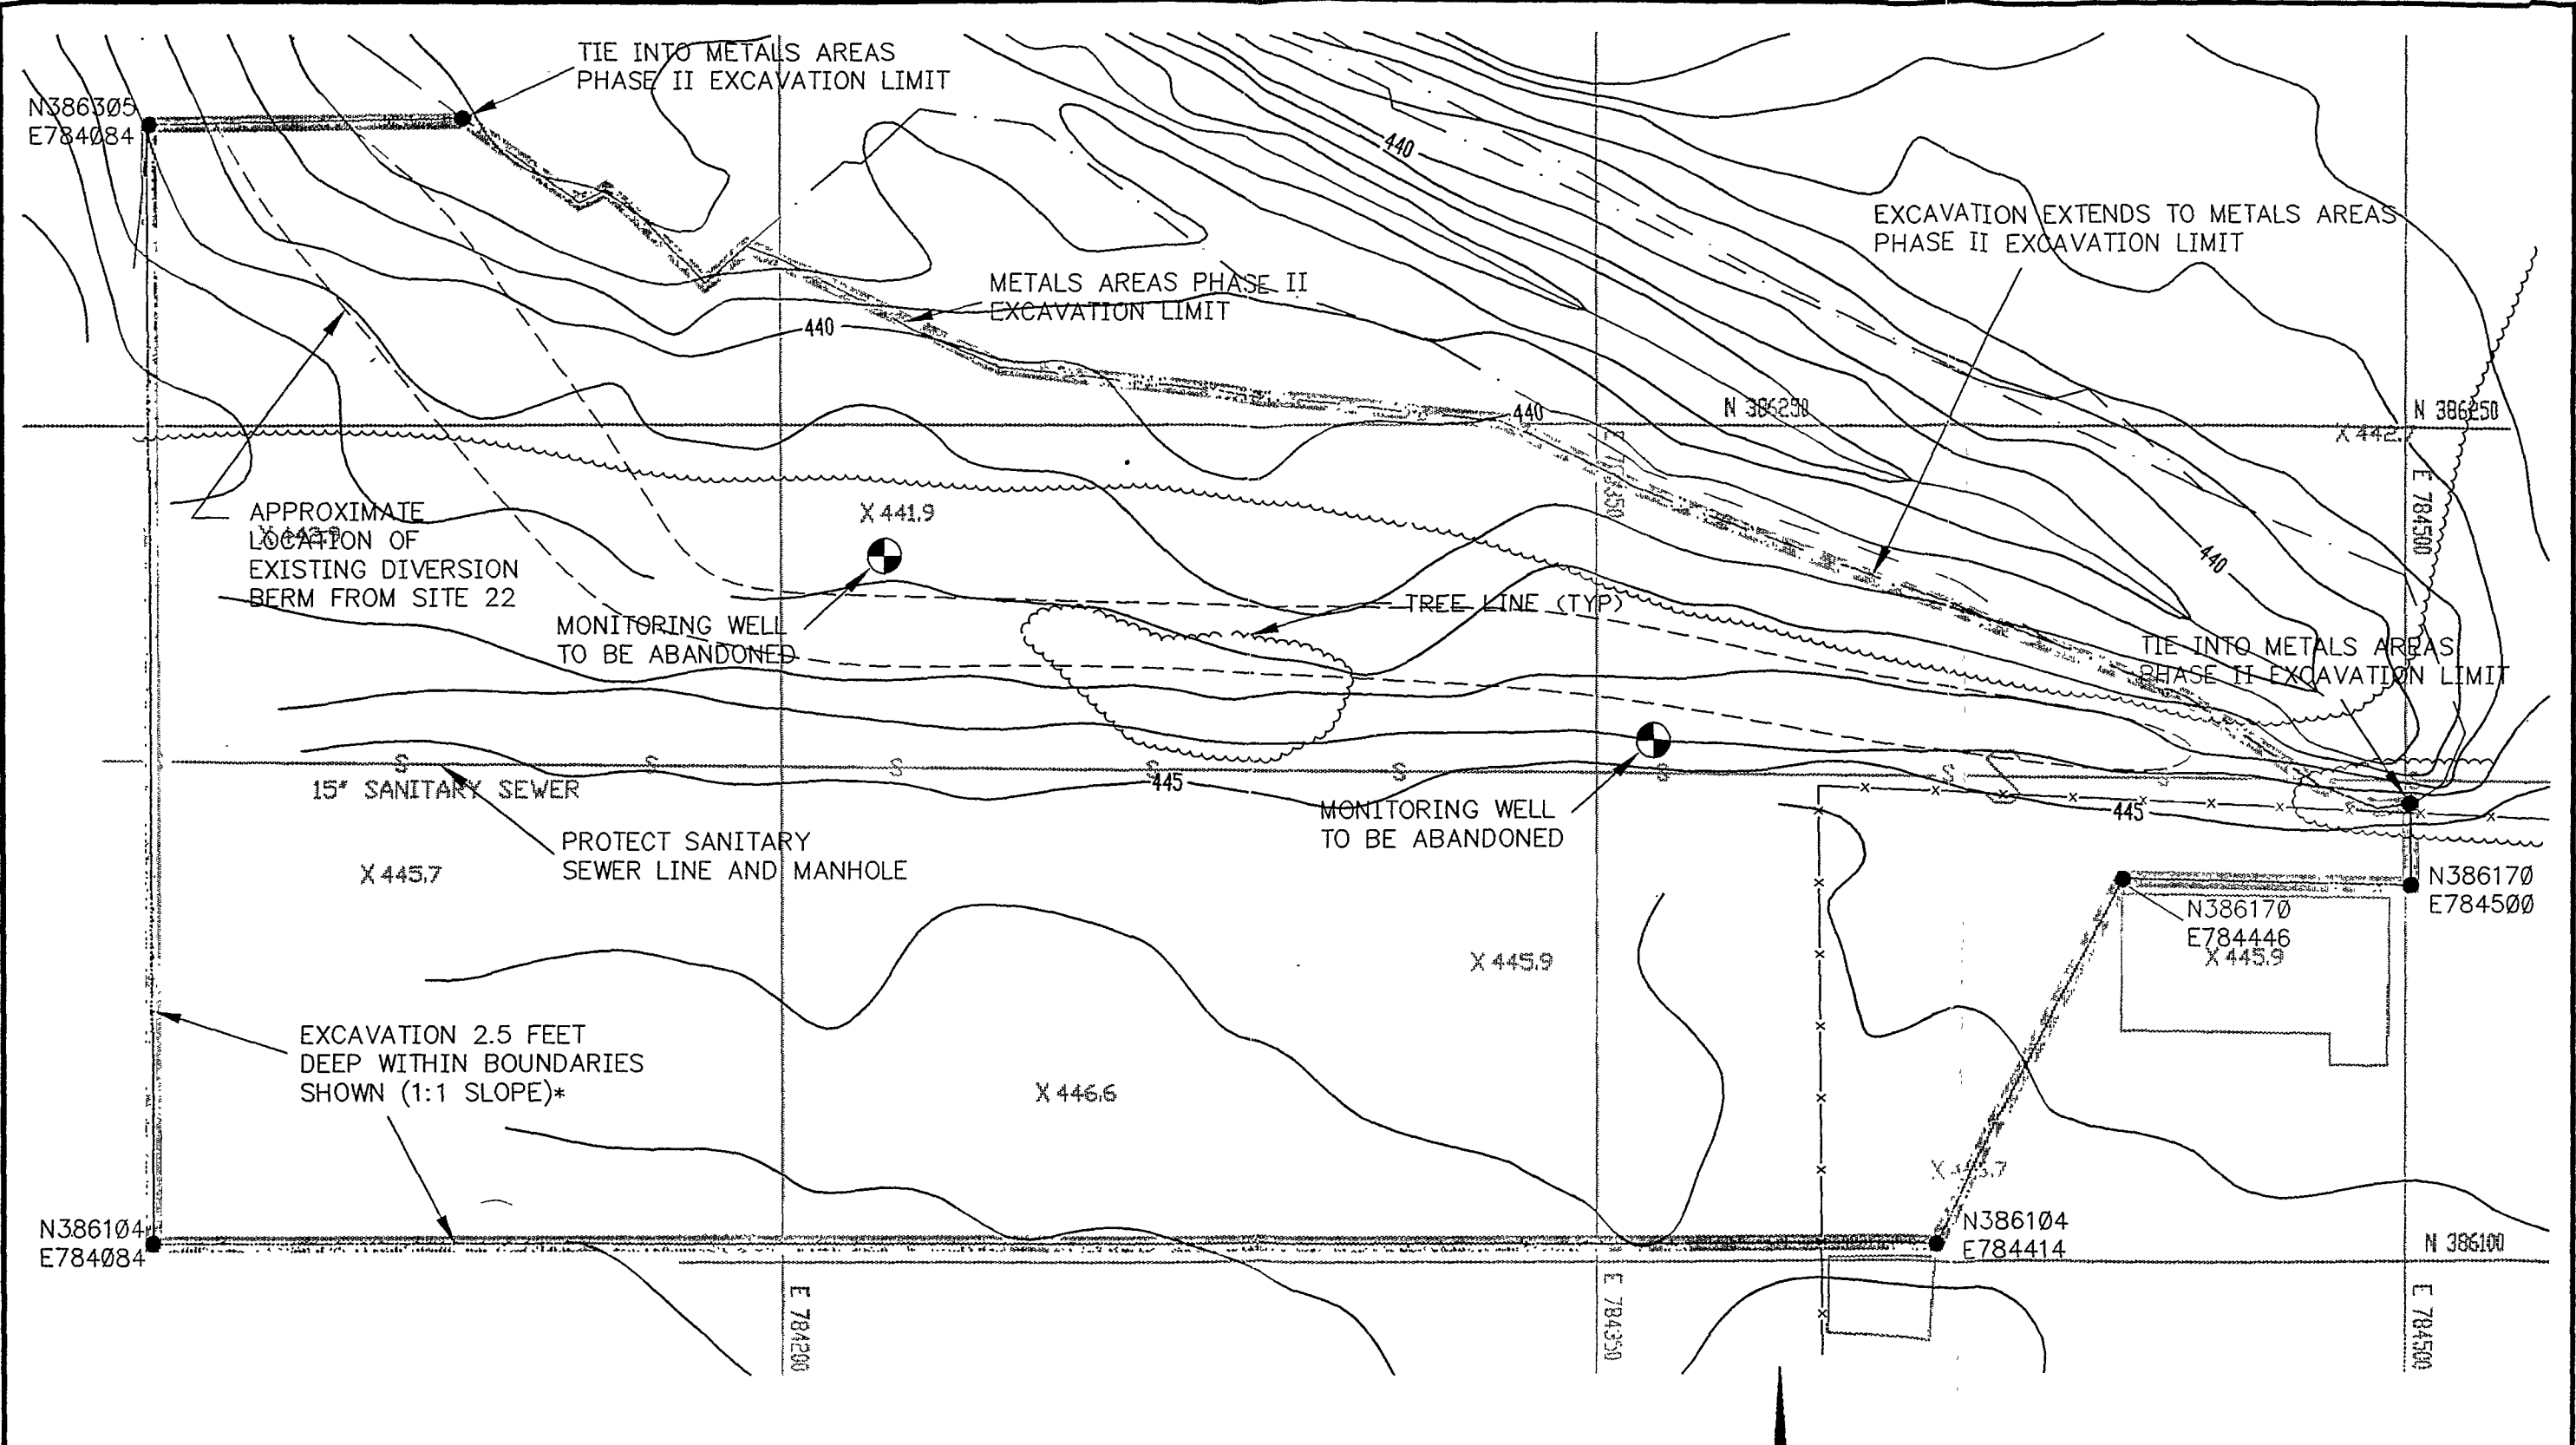 TIE INTO METALS AREAS
PHASE II EXCAVATION LIMIT
N386305
E784084
440
EXCAVATION EXTENDS TO METALS AREAS
PHASE II EXCAVATION LIMIT
METALS AREAS PHASE II
EXCAVATION LIMIT
440
440
N 386250
N 386250
X 442.7
E 784500
X 441.9
APPROXIMATE
LOCATION OF
EXISTING DIVERSION
BERM FROM SITE 22
440
MONITORING WELL
TO BE ABANDONED
TREE LINE (TYP)
TIE INTO METALS AREAS
PHASE II EXCAVATION LIMIT
S S S S S S S
445
15" SANITARY SEWER
PROTECT SANITARY
SEWER LINE AND MANHOLE
MONITORING WELL
TO BE ABANDONED
445
X 445.7
N386170
E784500
N386170
E784446
X 445.9
X 445.9
EXCAVATION 2.5 FEET
DEEP WITHIN BOUNDARIES
SHOWN (1:1 SLOPE)*
X 446.6
N386104
E784084
N386104
E784414
N 386100
E 784200
E 784350
E 784500